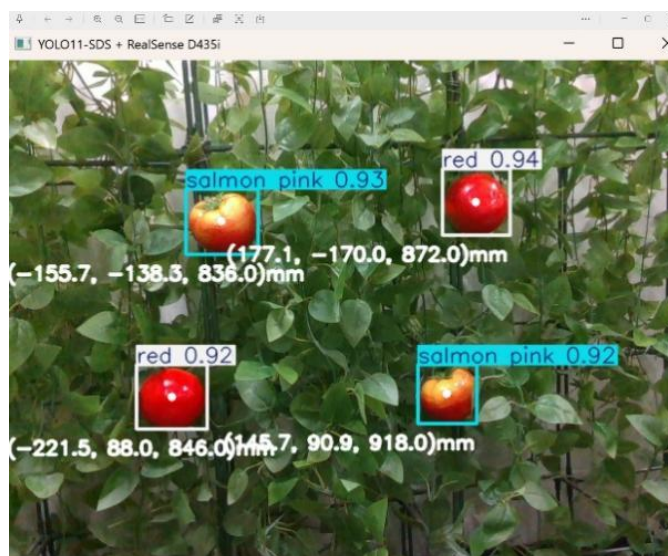 YOLO11-SDS + RealSense D435i
red 0.94
salmon pink 0.93
(177.1, -170.0, 872.0)mm
(-155.7, -138.3, 836.0)mm
red 0.92
salmon pink 0.92
(-221.5, 88.0, 846.0)mm
(145.7, 90.9, 918.0)mm